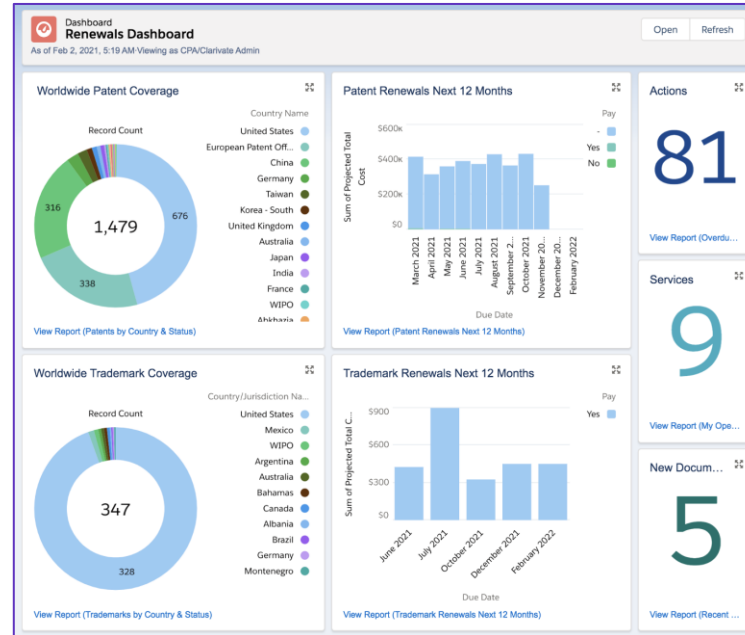 Dashboard
Renewals Dashboard
As of Feb 2, 2021, 5:19 AM·Viewing as CPA/Clarivate Admin
Open
Refresh
Worldwide Patent Coverage
Record Count
316
676
1,479
338
Country Name
United States
European Patent Off...
China
Germany
Taiwan
Korea - South
United Kingdom
Australia
Japan
India
France
WIPO
Abkhazia
View Report (Patents by Country & Status)
Patent Renewals Next 12 Months
Pay
-
Yes
No
Sum of Projected Total
Cost
$600K
$400K
$200K
$0
March 2021
April 2021
May 2021
June 2021
July 2021
August 2021
September 2...
October 2021
November 20...
December 20...
February 2022
Due Date
View Report (Patent Renewals Next 12 Months)
Actions
81
View Report (Overdu...
Services
9
View Report (My Ope...
Worldwide Trademark Coverage
Record Count
347
328
Country/Jurisdiction Na...
United States
Mexico
WIPO
Argentina
Australia
Bahamas
Canada
Albania
Brazil
Germany
Montenegro
View Report (Trademarks by Country & Status)
Trademark Renewals Next 12 Months
Pay
Yes
Sum of Projected Total C...
$900
$600
$300
$0
June 2021
July 2021
October 2021
December 2021
February 2022
Due Date
View Report (Trademark Renewals Next 12 Months)
New Docum...
5
View Report (Recent ...